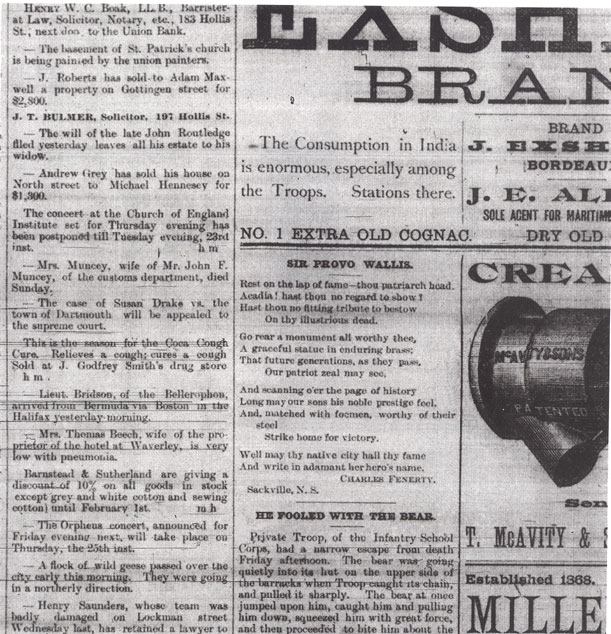 HENRY W. C. BOAK, LL.B., Barrister-
at Law, Solicitor, Notary, etc., 183 Hollis
St., next doo to the Union Bank.
— The basement of St. Patrick's church
is being painted by the union painters.
— J. Roberts has sold to Adam Max-
well a property on Gottingen street for
$2,800.
J. T. BULMER, Solicitor, 197 Hollis St.
— The will of the late John Routledge
filed yesterday leaves all his estate to his
widow.
— Andrew Grey has sold his house on
North street to Michael Hennesey for
$1,300.
The concert at the Church of England
Institute set for Thursday evening has
been postponed till Tuesday evening, 23rd
inst. h m
— Mrs. Muncey, wife of Mr. John F.
Muncey, of the customs department, died
Sunday.
— The case of Susan Drake vs. the
town of Dartmouth will be appealed to
the supreme court.
This is the season for the Coca Cough
Cure. Relieves a cough; cures a cough
Sold at J. Godfrey Smith's drug store
h m .
— Lieut. Bridson, of the Bellerophon,
arrived from Bermuda via Boston in the
Halifax yesterday morning.
— Mrs. Thomas Beech, wife of the pro-
prietor of the hotel at Waverley, is very
low with pneumonia.
Barnstead & Sutherland are giving a
discount of 10% on all goods in stock
except grey and white cotton and sewing
cotton) until February 1st. m h
— The Orpheus concert, announced for
Friday evening next, will take place on
Thursday, the 25th inst.
— A flock of wild geese passed over the
city early this morning. They were going
in a northerly direction.
— Henry Saunders, whose team was
badly damaged on Lockman street
Wednesday last, has retained a lawyer to
EXSH
BRAN
The Consumption in India
is enormous, especially among
the Troops. Stations there.
BRAND
J. EXSH
BORDEAU
J. E. ALL
SOLE AGENT FOR MARITIM
NO. 1 EXTRA OLD COGNAC. DRY OLD
SIR PROVO WALLIS.
Rest on the lap of fame—thou patriarch dead.
Acadia! hast thou no regard to show!
Hast thou no fitting tribute to bestow
On thy illustrious dead.
Go rear a monument all worthy thee,
A graceful statue in enduring brass;
That future generations, as they pass,
Our patriot zeal may see.
And scanning o'er the page of history
Long may our sons his noble prestige feel,
And, matched with foemen, worthy of their
steel
Strike home for victory.
Well may thy native city hall thy fame
And write in adamant her hero's name.
CHARLES FENERTY.
Sackville, N. S.
HE FOOLED WITH THE BEAR.
Private Troop, of the Infantry School
Corps, had a narrow escape from death
Friday afternoon. The bear was going
quietly into its hut on the upper side of
the barracks when Troop caught its chain,
and pulled it sharply. The bear at once
jumped upon him, caught him and pulling
him down, squeezed him with great force,
and then proceeded to bite him about the
CREA
McAVITY & SONS
PATENTED
Sen
T. McAVITY & S
Established 1868.
MILLE